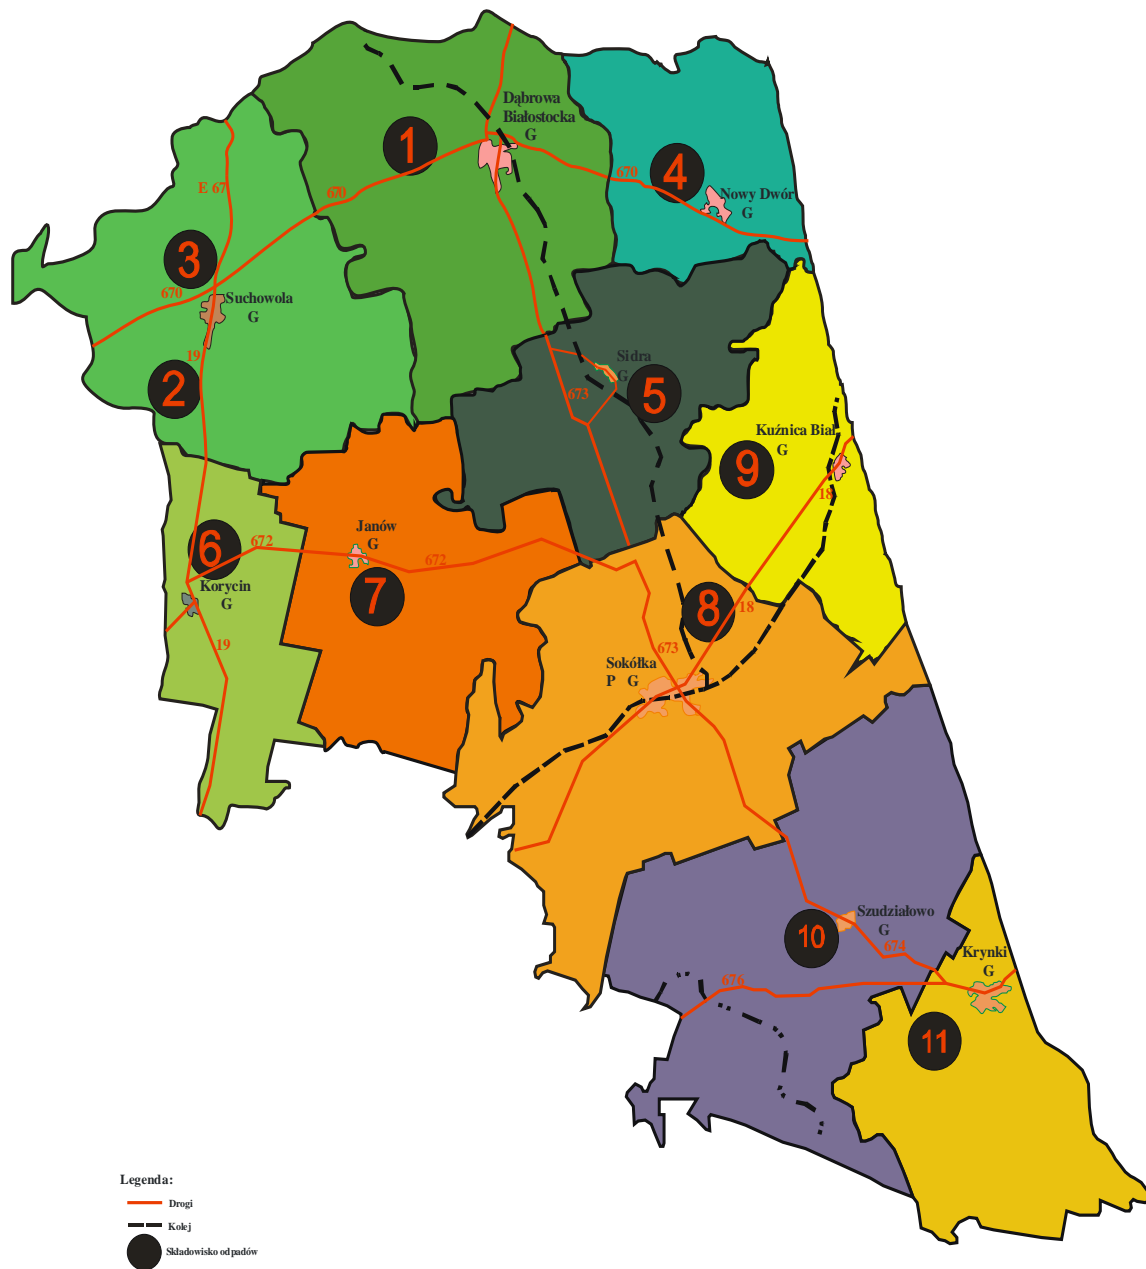 Dąbrowa
Białostocka
G
1
670
4
Nowy Dwór
G
E 67
670
3
670
Suchowola
G
19
2
Sidra
G
673
5
Kuźnica Biał.
G
9
18
6
672
Janów
G
672
7
Korycin
G
19
8
18
673
Sokółka
P G
Szudziałowo
G
10
674
Krynki
G
676
11
Legenda:
Drogi
Kolej
Składowisko odpadów